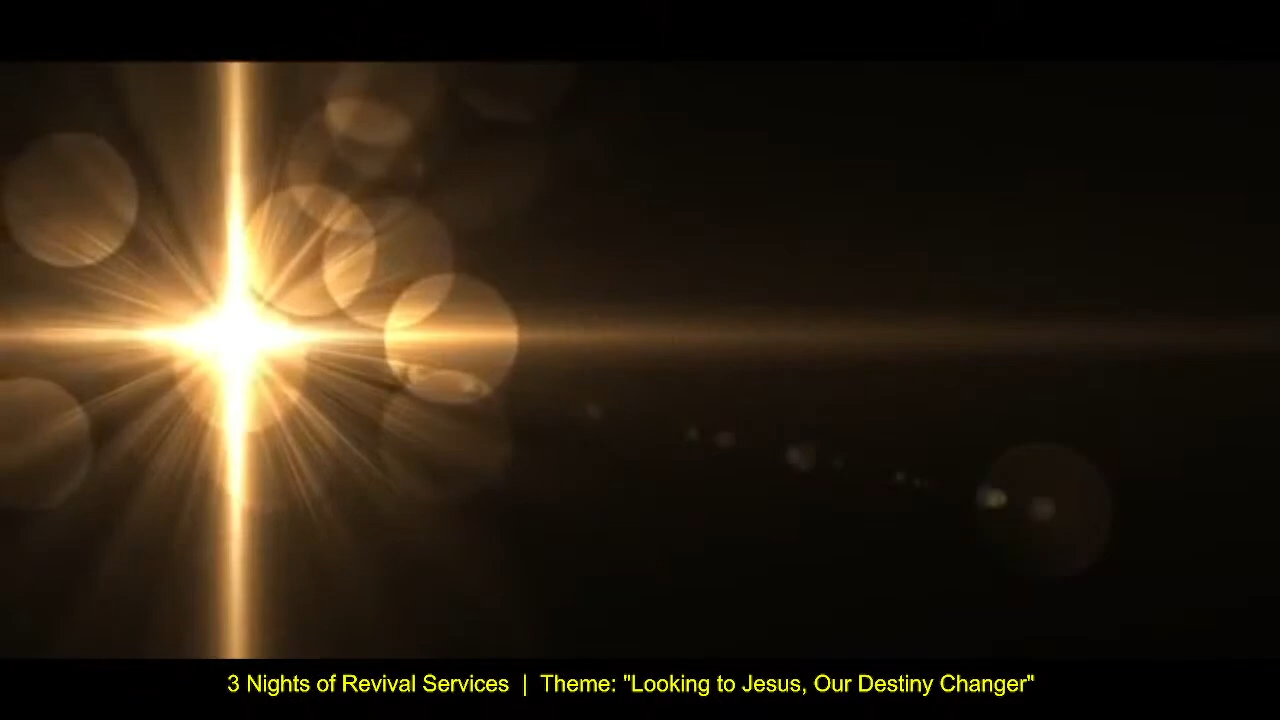 3 Nights of Revival Services | Theme: "Looking to Jesus, Our Destiny Changer"